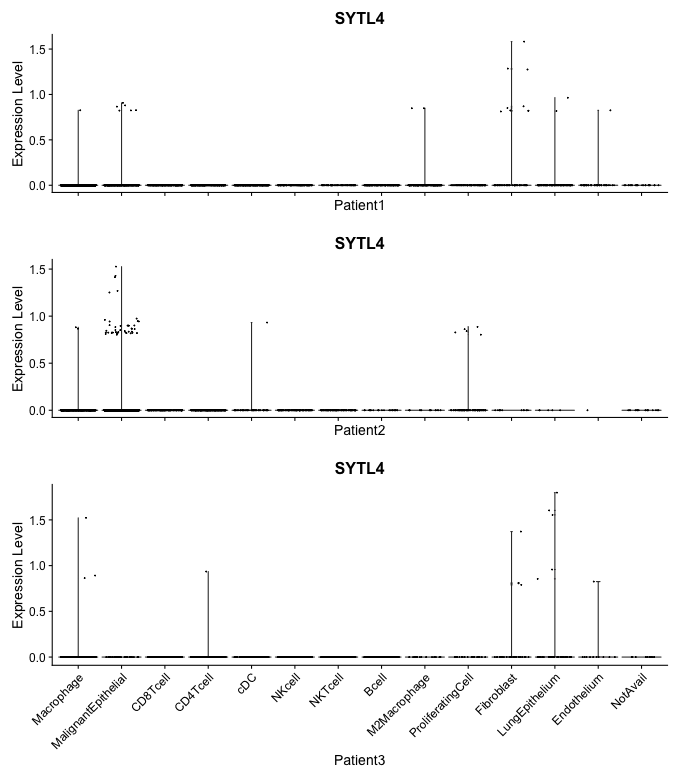 SYTL4
Expression Level
1.5
1.0
0.5
0.0
Patient1
SYTL4
Expression Level
1.5
1.0
0.5
0.0
Patient2
SYTL4
Expression Level
1.5
1.0
0.5
0.0
Macrophage
MalignantEpithelial
CD8Tcell
CD4Tcell
cDC
NKcell
NKTcell
Bcell
M2Macrophage
ProliferatingCell
Fibroblast
LungEpithelium
Endothelium
NotAvail
Patient3